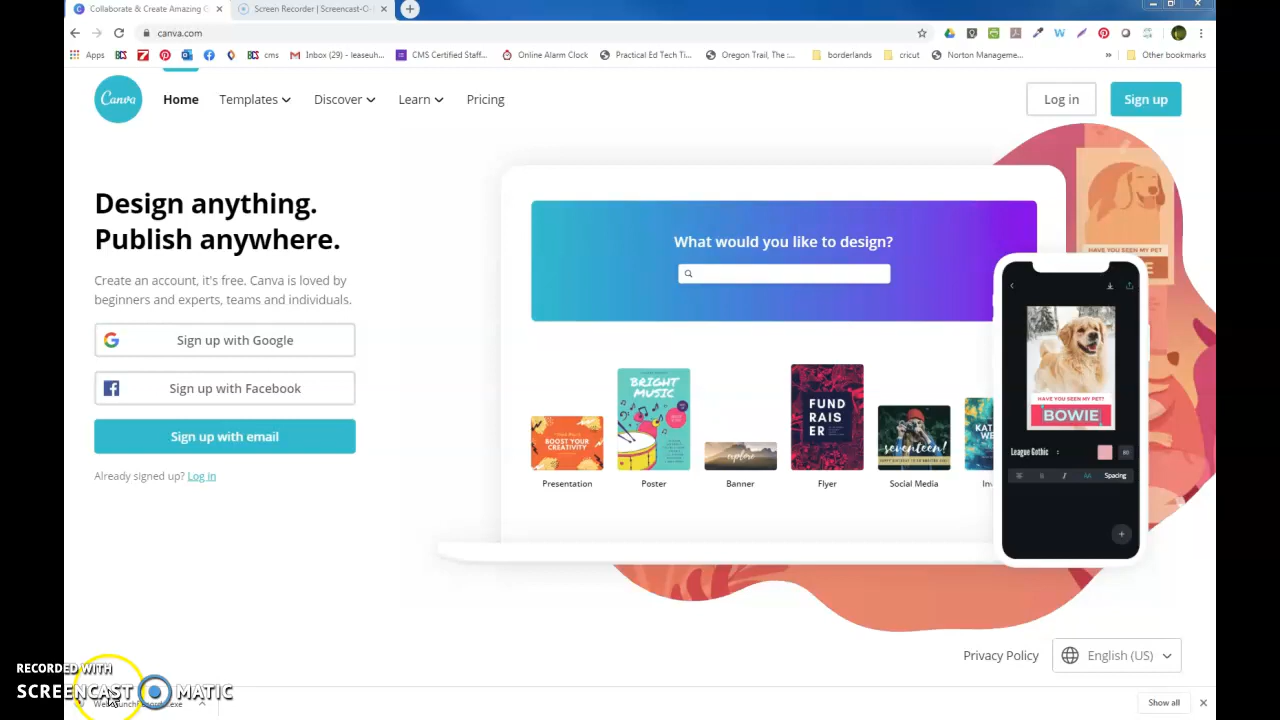 Collaborate & Create Amazing G
Screen Recorder | Screencast-O-
canva.com
Apps
BCS
BCS cms
Inbox (29) - leaseuh...
CMS Certified Staff...
Online Alarm Clock
Practical Ed Tech Ti...
Oregon Trail, The :...
borderlands
cricut
Norton Manageme...
Other bookmarks
Canva
Home
Templates
Discover
Learn
Pricing
Log in
Sign up
Design anything.
Publish anywhere.
Create an account, it's free. Canva is loved by
beginners and experts, teams and individuals.
Sign up with Google
Sign up with Facebook
Sign up with email
Already signed up? Log in
What would you like to design?
BOOST YOUR
CREATIVITY
BRIGHT
MUSIC
explore
FUND
RAIS
ER
seventeen!
Presentation
Poster
Banner
Flyer
Social Media
HAVE YOU SEEN MY PET
HAVE YOU SEEN MY PET?
BOWIE
League Gothic
80
AA
Spacing
Privacy Policy
English (US)
RECORDED WITH
SCREENCAST MATIC
Show all